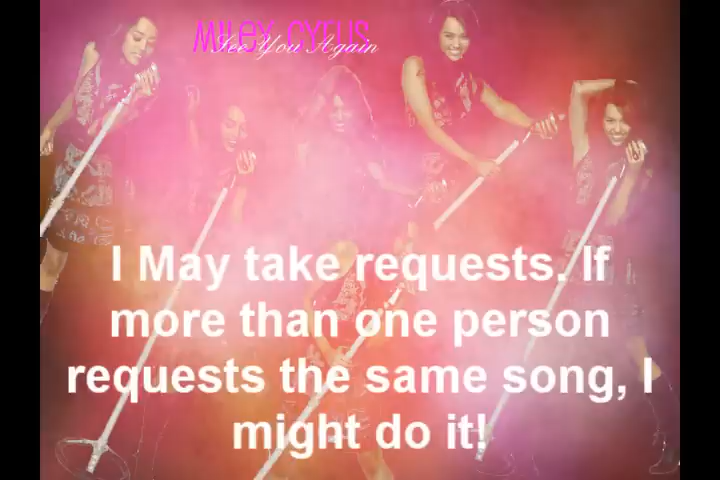 MiLEY CYRUS
See You Again
I May take requests. If
more than one person
requests the same song, I
might do it!